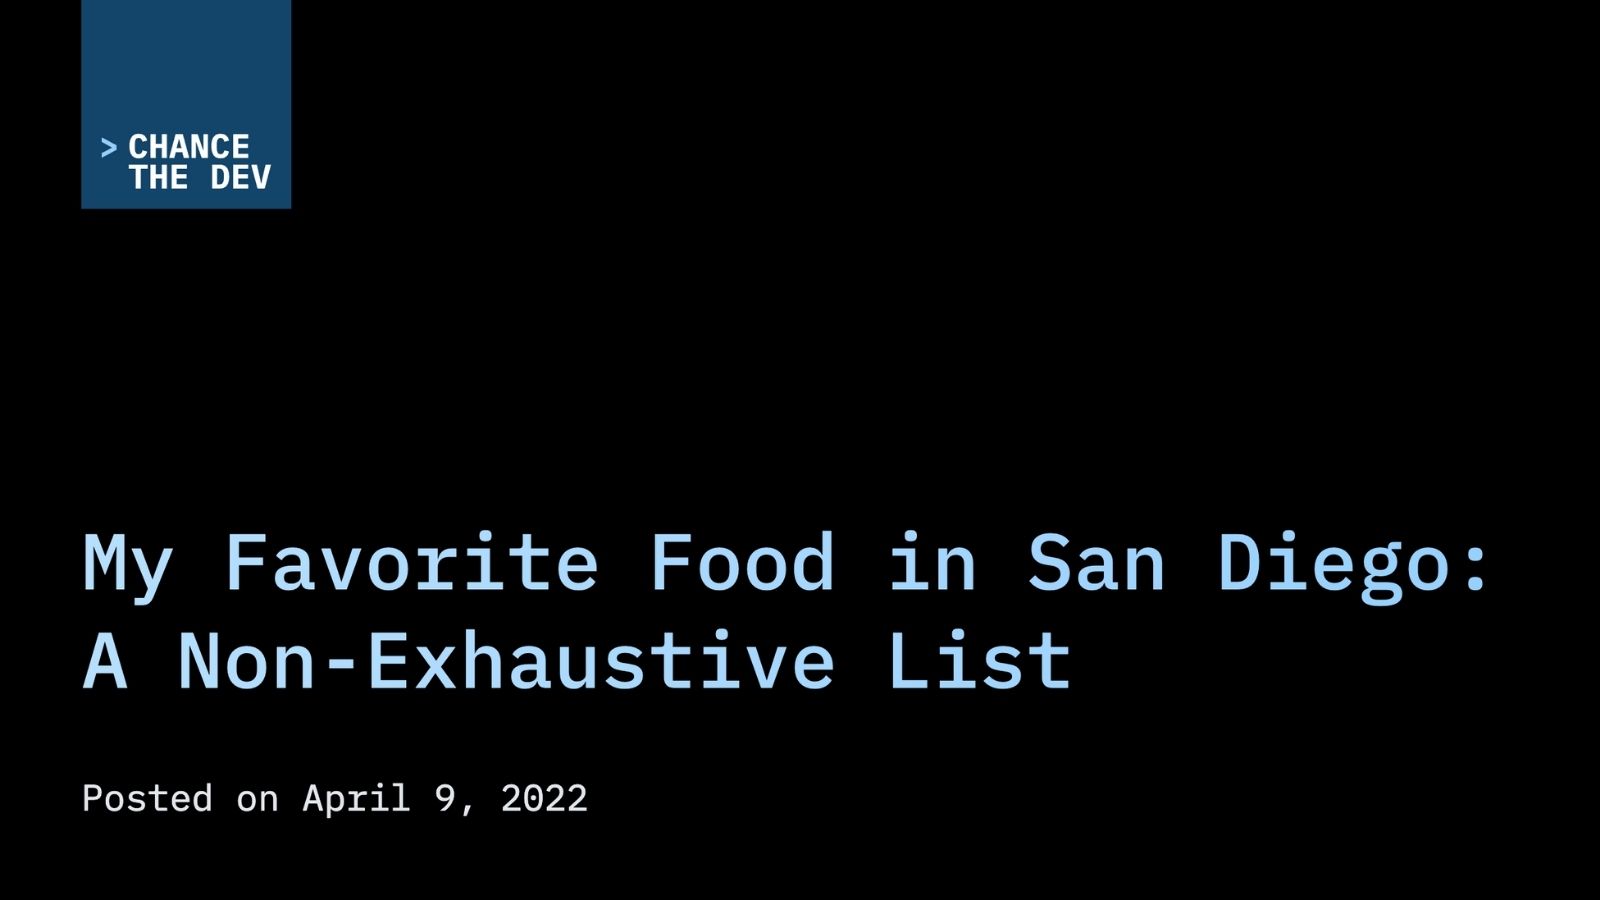 > CHANCE
THE DEV
My Favorite Food in San Diego:
A Non-Exhaustive List
Posted on April 9, 2022